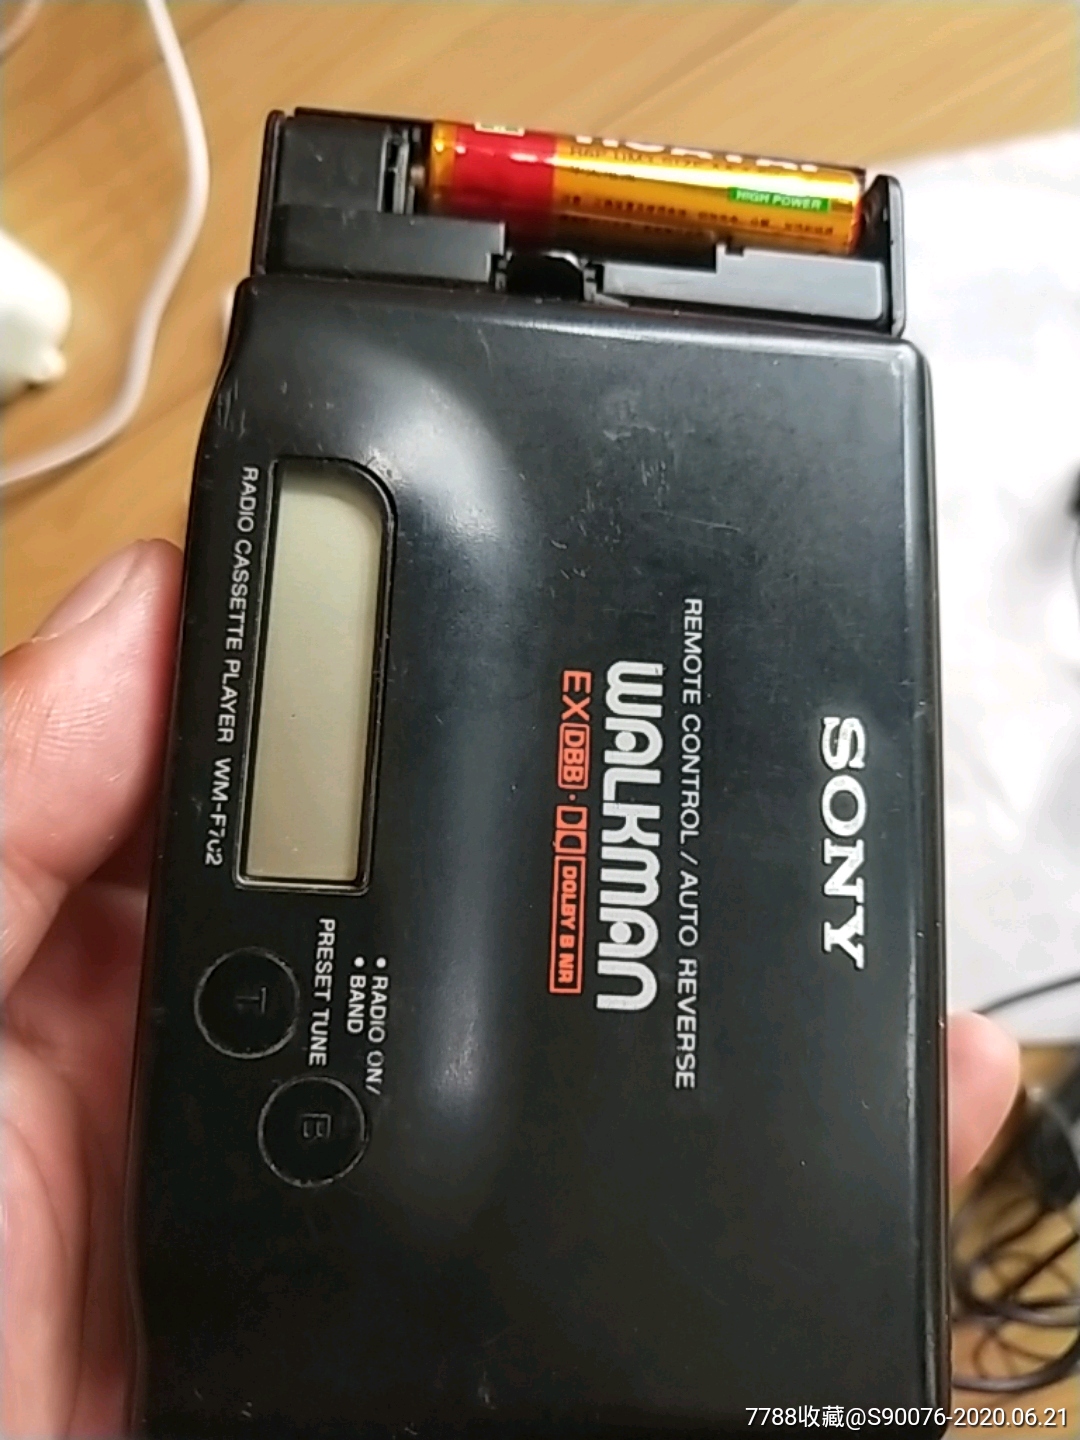 HIGH POWER
SONY
REMOTE CONTROL / AUTO REVERSE
WALKMAN
EX DBB · DOLBY B NR
RADIO CASSETTE PLAYER WM-F702
• RADIO ON/
• BAND
PRESET TUNE
T
B
7788收藏@S90076-2020.06.21